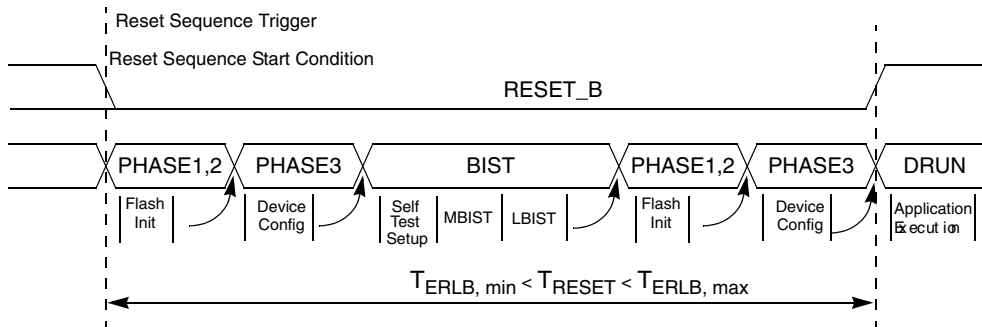 Reset Sequence Trigger
Reset Sequence Start Condition
RESET_B
PHASE1,2 PHASE3 BIST PHASE1,2 PHASE3 DRUN
Flash Init
Device Config
Self Test Setup
MBIST
LBIST
Flash Init
Device Config
Application Execution
TERLB, min < TRESET < TERLB, max